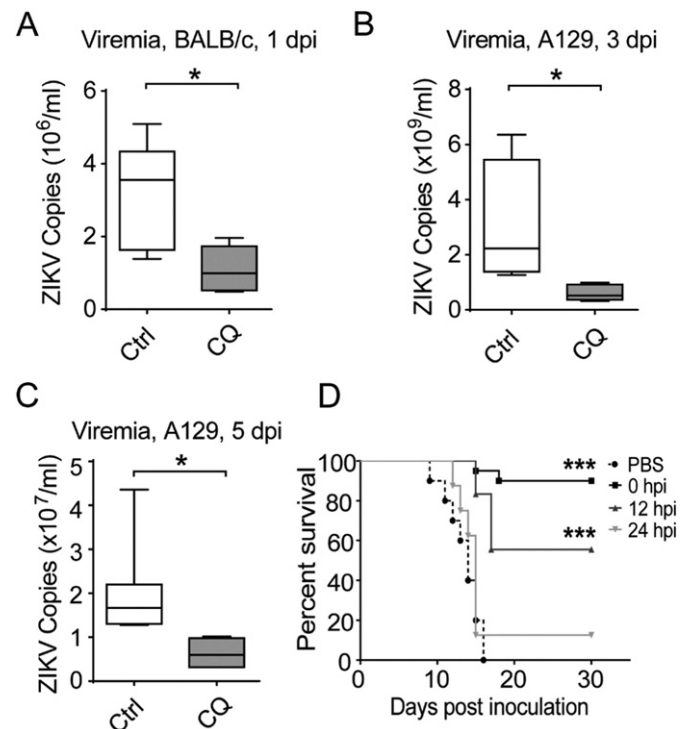 A
Viremia, BALB/c, 1 dpi
ZIKV Copies (10⁶/ml)
6
4
2
0
*
Ctrl
CQ
B
Viremia, A129, 3 dpi
ZIKV Copies (x10⁹/ml)
8
6
4
2
0
*
Ctrl
CQ
C
Viremia, A129, 5 dpi
ZIKV Copies (x10⁷/ml)
5
4
3
2
1
0
*
Ctrl
CQ
D
Percent survival
100
80
60
40
20
0
0
10
20
30
Days post inoculation
***
***
PBS
0 hpi
12 hpi
24 hpi